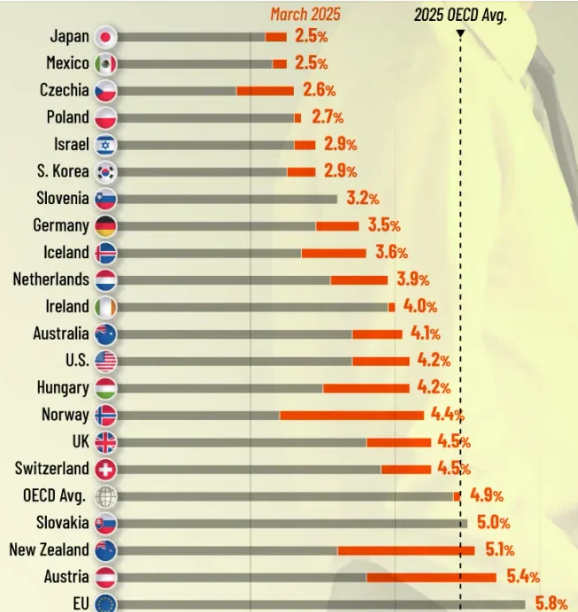 March 2025 2025 OECD Avg.
Japan 2.5%
Mexico 2.5%
Czechia 2.6%
Poland 2.7%
Israel 2.9%
S. Korea 2.9%
Slovenia 3.2%
Germany 3.5%
Iceland 3.6%
Netherlands 3.9%
Ireland 4.0%
Australia 4.1%
U.S. 4.2%
Hungary 4.2%
Norway 4.4%
UK 4.5%
Switzerland 4.5%
OECD Avg. 4.9%
Slovakia 5.0%
New Zealand 5.1%
Austria 5.4%
EU 5.8%